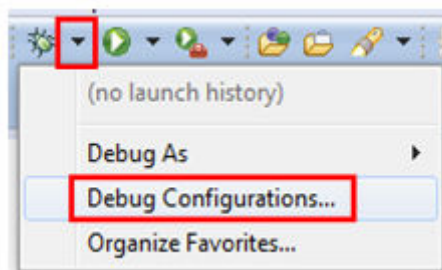 (no launch history)
Debug As
Debug Configurations...
Organize Favorites...